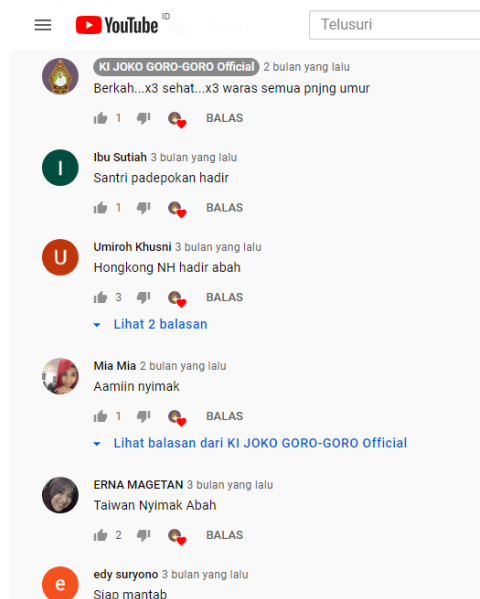 YouTube ID
Telusuri
KI JOKO GORO-GORO Official 2 bulan yang lalu
Berkah...x3 sehat...x3 waras semua pnjng umur
1 BALAS
I
Ibu Sutiah 3 bulan yang lalu
Santri padepokan hadir
1 BALAS
U
Umiroh Khusni 3 bulan yang lalu
Hongkong NH hadir abah
3 BALAS
Lihat 2 balasan
Mia Mia 2 bulan yang lalu
Aamiin nyimak
1 BALAS
Lihat balasan dari KI JOKO GORO-GORO Official
ERNA MAGETAN 3 bulan yang lalu
Taiwan Nyimak Abah
2 BALAS
e
edy suryono 3 bulan yang lalu
Siap mantab